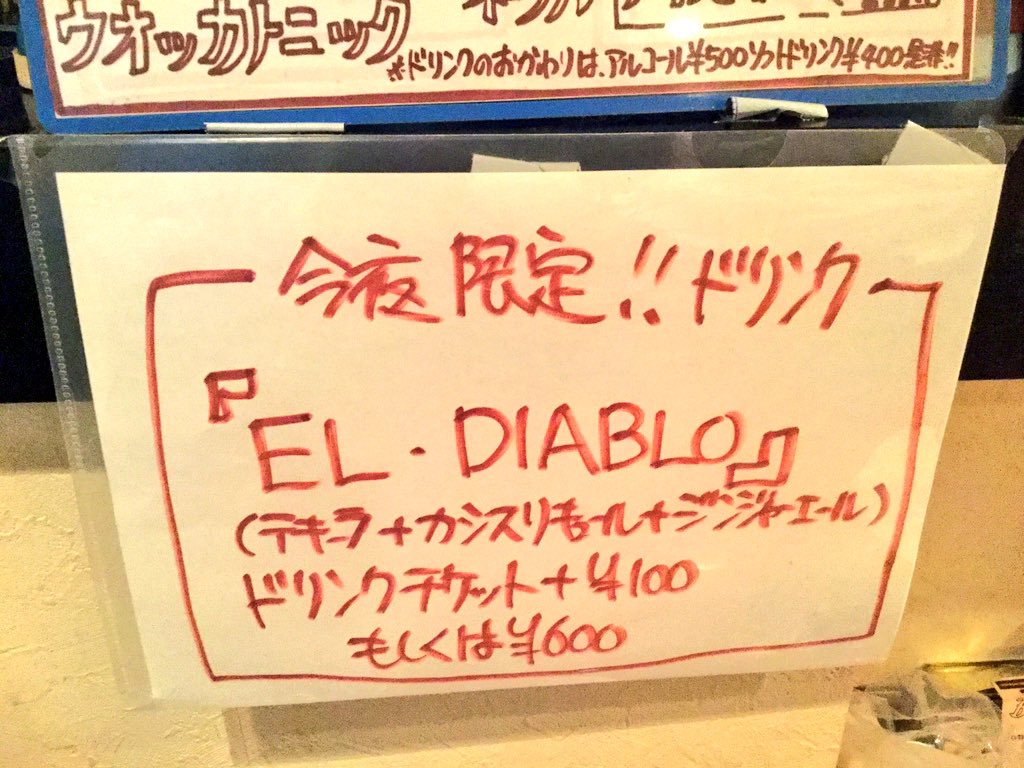 ウォッカトニック
※ドリンクのおかわりは、アルコール¥500ソフトドリンク¥400是非!!
今夜限定!!ドリンク
『EL・DIABLO』
(テキーラ+カシスリキュール+ジンジャーエール)
ドリンクチケット+¥100
もしくは¥600